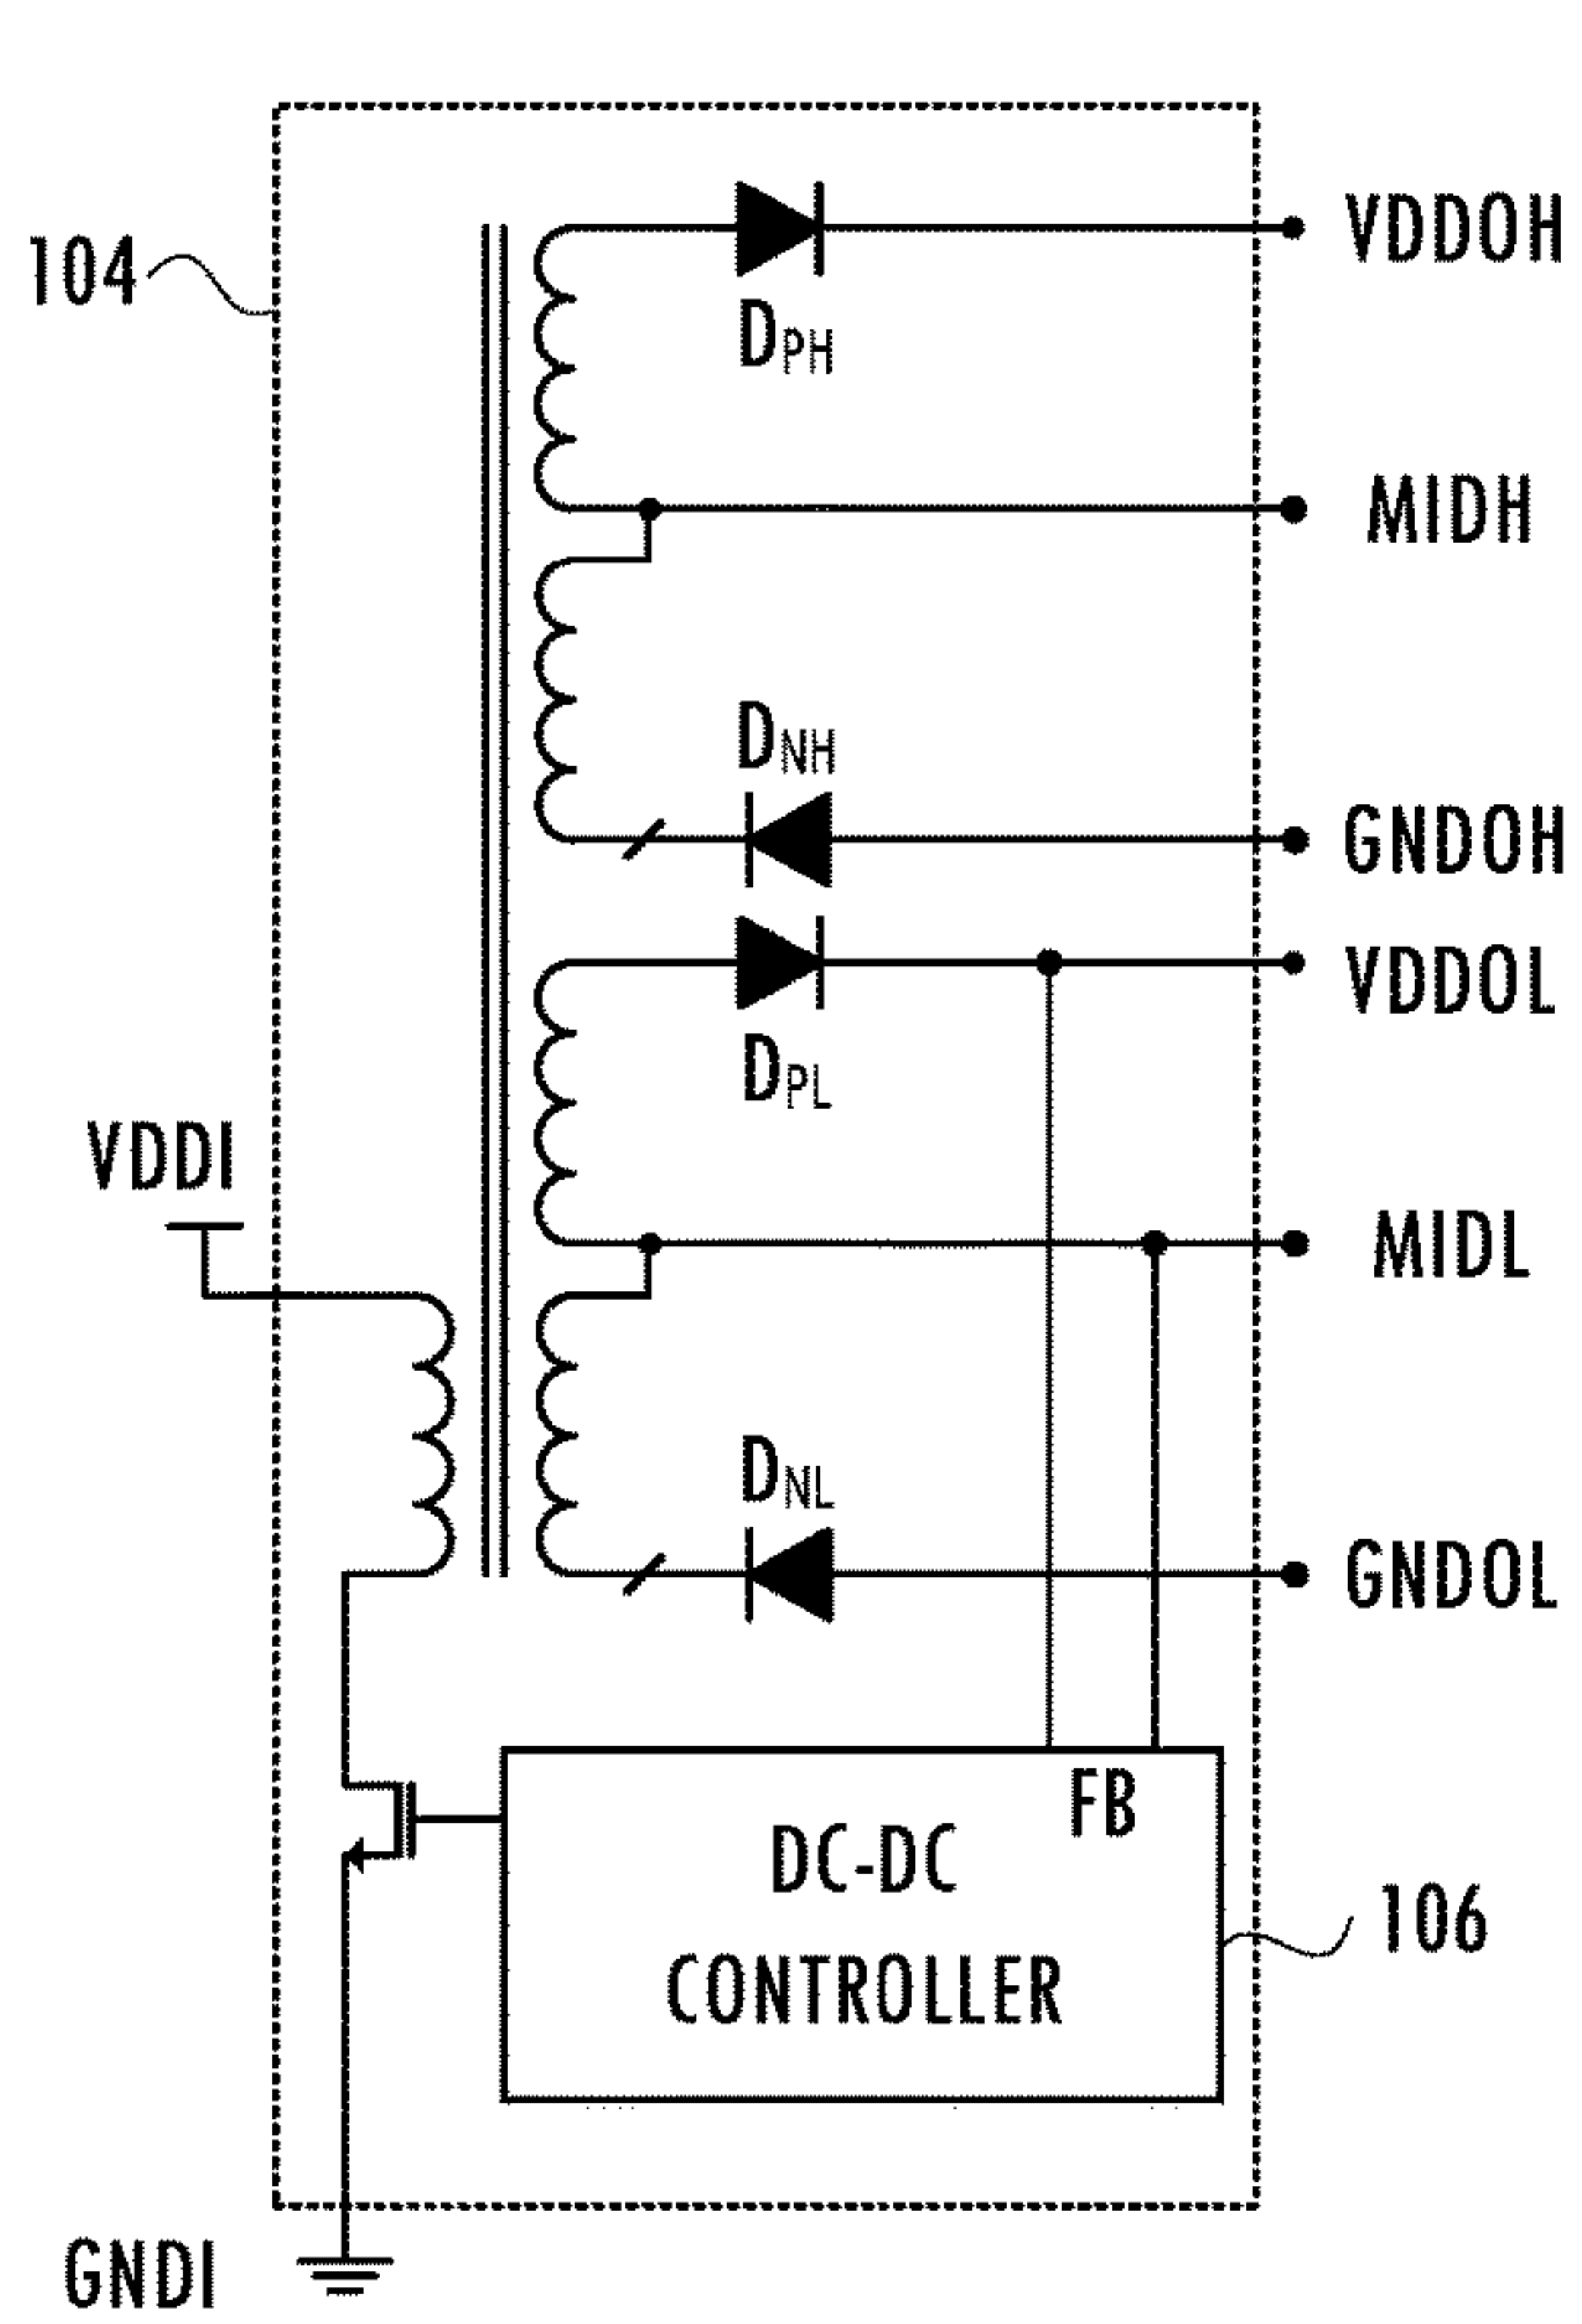 VDDOH
104
DPH
MIDH
DNH
GNDOH
VDDOL
DPL
VDDI
MIDL
DNL
GNDOL
FB
DC-DC
CONTROLLER
106
GNDI